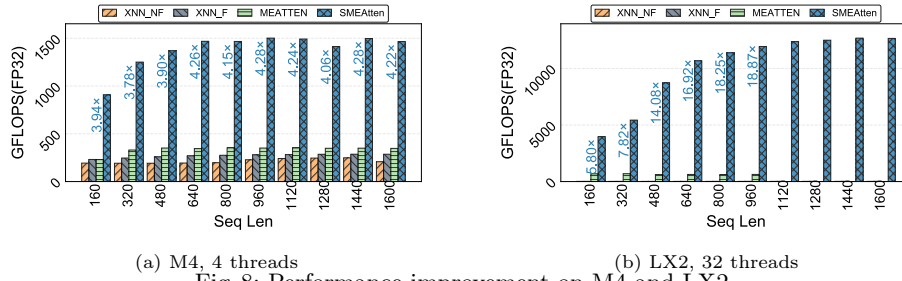 XNN_NF XNN_F MEATTEN SMEAtten
GFLOPS(FP32)
1500
1000
500
0
3.94× 3.78× 3.90× 4.26× 4.15× 4.28× 4.24× 4.06× 4.28× 4.22×
160 320 480 640 800 960 1120 1280 1440 1600
Seq Len
(a) M4, 4 threads
XNN_NF XNN_F MEATTEN SMEAtten
GFLOPS(FP32)
10000
5000
0
5.80× 7.82× 14.08× 16.92× 18.25× 18.87×
160 320 480 640 800 960 1120 1280 1440 1600
Seq Len
(b) LX2, 32 threads
Fig 8: Performance improvement on M4 and LX2